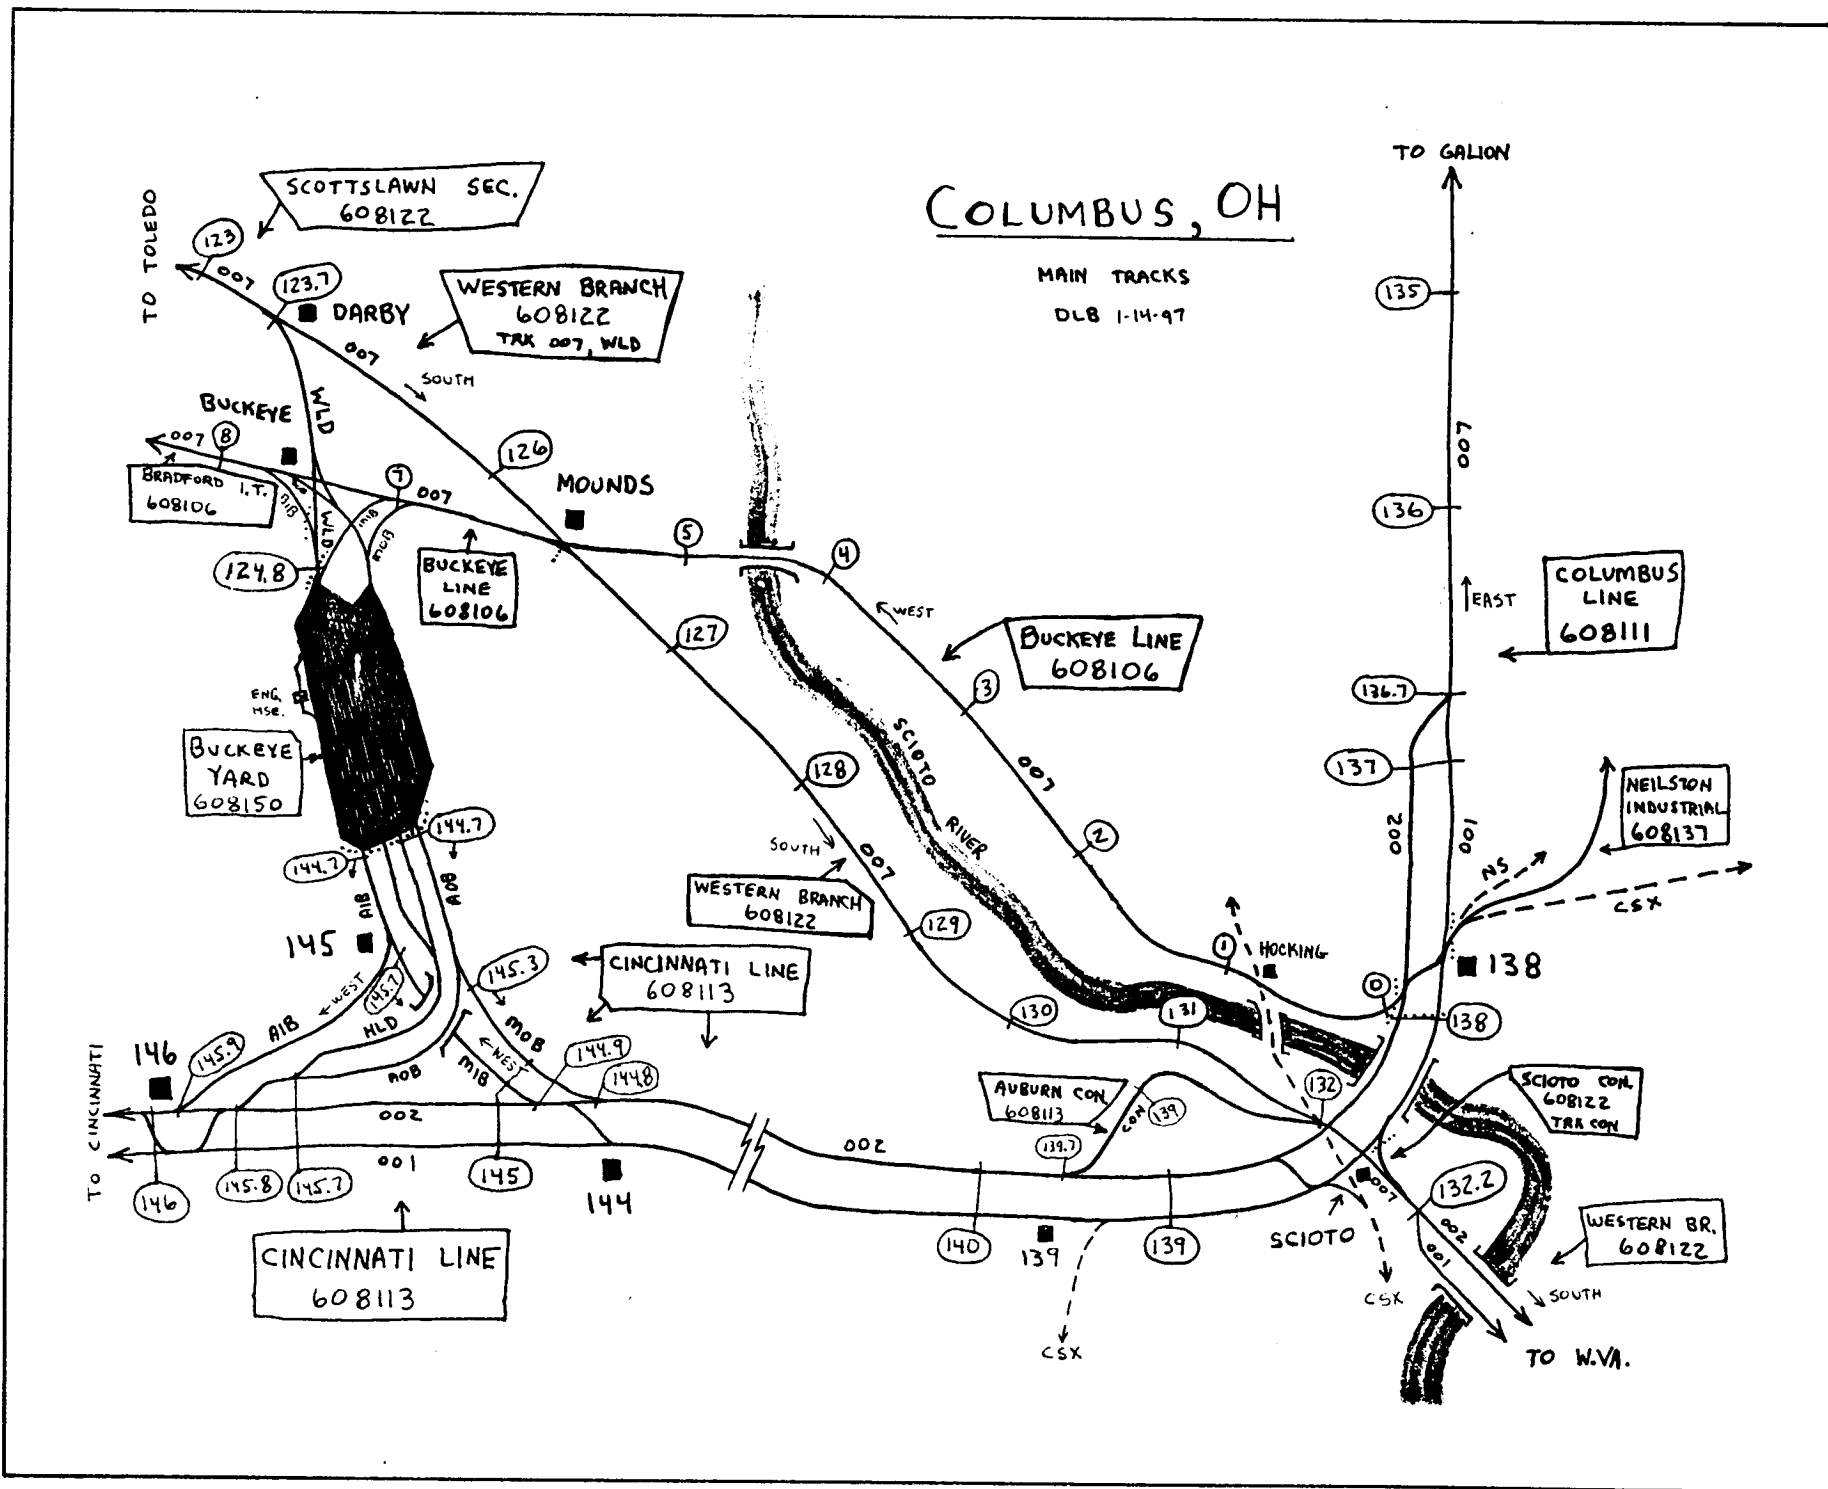 COLUMBUS, OH
MAIN TRACKS
DLB 1-14-97
TO GALION
TO TOLEDO
SCOTTSLAWN SEC.
608122
123
007
123.7
DARBY
WESTERN BRANCH
608122
TRK 007, WLD
007
SOUTH
135
007
BUCKEYE
WLD
007
8
BRADFORD I.T.
608106
AIB
WLD
MIB
MOB
7
007
126
MOUNDS
5
4
136
124.8
BUCKEYE
LINE
608106
127
WEST
BUCKEYE LINE
608106
3
EAST
COLUMBUS
LINE
608111
ENG.
HSE.
BUCKEYE
YARD
608150
SCIOTO
RIVER
007
136.7
137
128
002
001
NEILSTON
INDUSTRIAL
608137
2
144.7
144.7
SOUTH
007
WESTERN BRANCH
608122
NS
CSX
AIB
AOB
129
145
1
HOCKING
138
CINCINNATI LINE
608113
145.3
145.7
WEST
0
138
AIB
HLD
MOB
130
131
146
145.9
AOB
MIB
WEST
144.9
144.8
AUBURN CON.
608113
CON
139
132
SCIOTO CON.
608122
TRK CON
TO CINCINNATI
002
001
002
139.7
007
132.2
146
145.8
145.7
145
144
140
139
139
SCIOTO
002
001
WESTERN BR.
608122
CINCINNATI LINE
608113
CSX
CSX
SOUTH
TO W.VA.